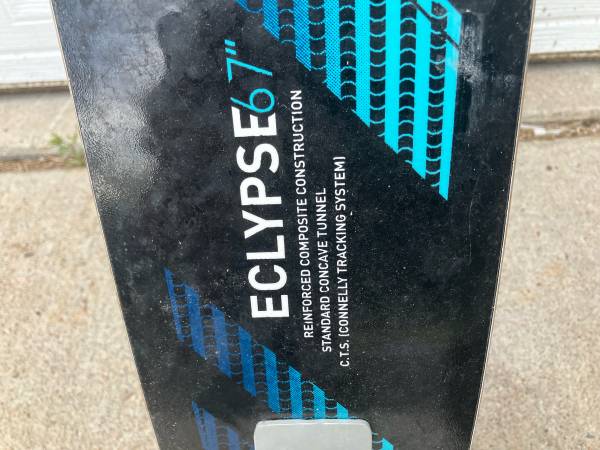 ECLYPSE 67"
REINFORCED COMPOSITE CONSTRUCTION
STANDARD CONCAVE TUNNEL
C.T.S. [CONNELLY TRACKING SYSTEM]